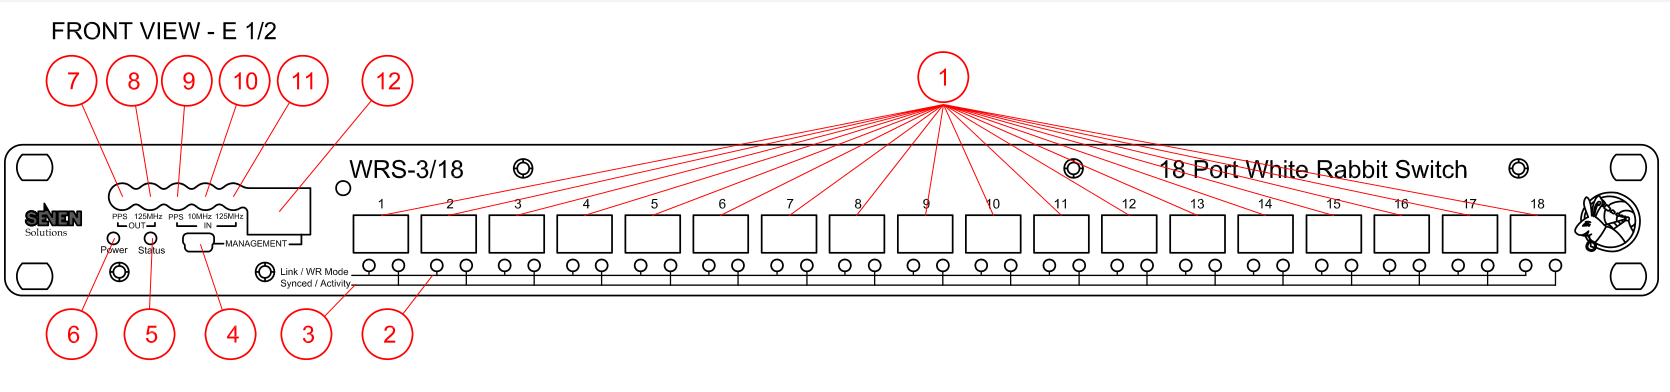 FRONT VIEW - E 1/2
7 8 9 10 11 12 1
WRS-3/18 18 Port White Rabbit Switch
1 2 3 4 5 6 7 8 9 10 11 12 13 14 15 16 17 18
SEVEN
Solutions
PPS 125MHz PPS 10MHz 125MHz
OUT IN
Power Status MANAGEMENT
Link / WR Mode
Synced / Activity
6 5 4 3 2